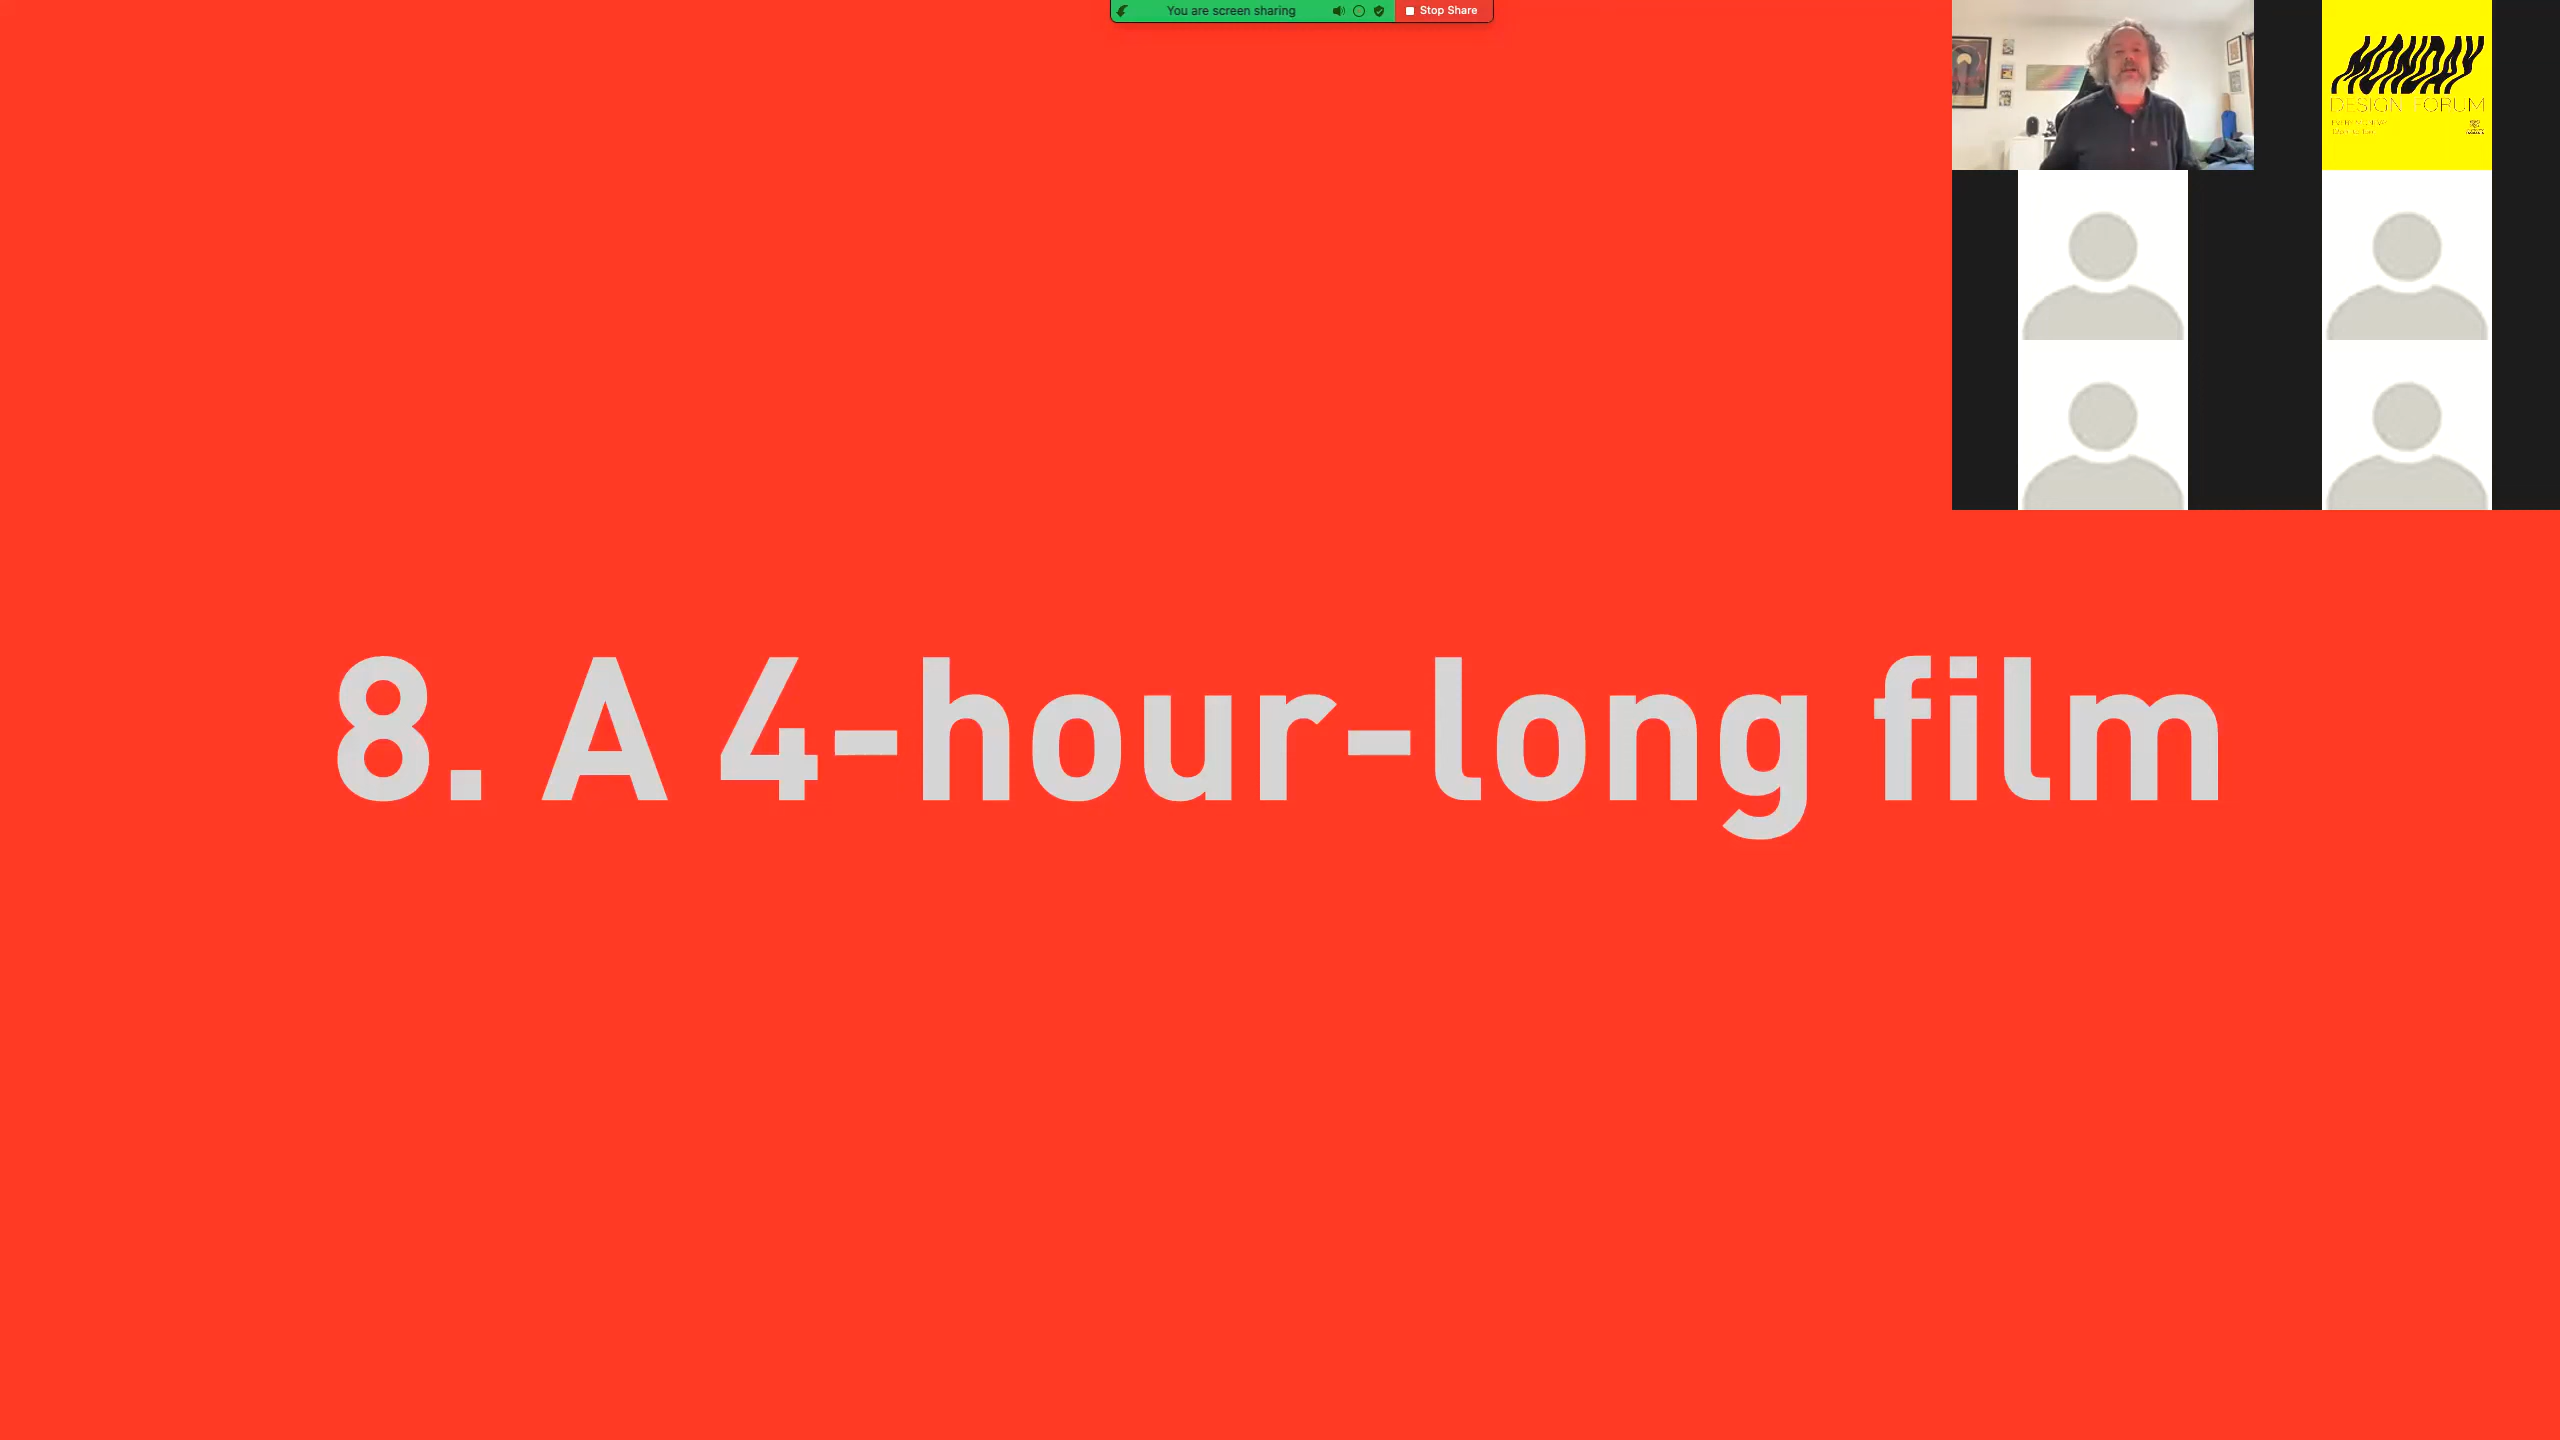 You are screen sharing
Stop Share
MONDAY
DESIGN FORUM
8. A 4-hour-long film